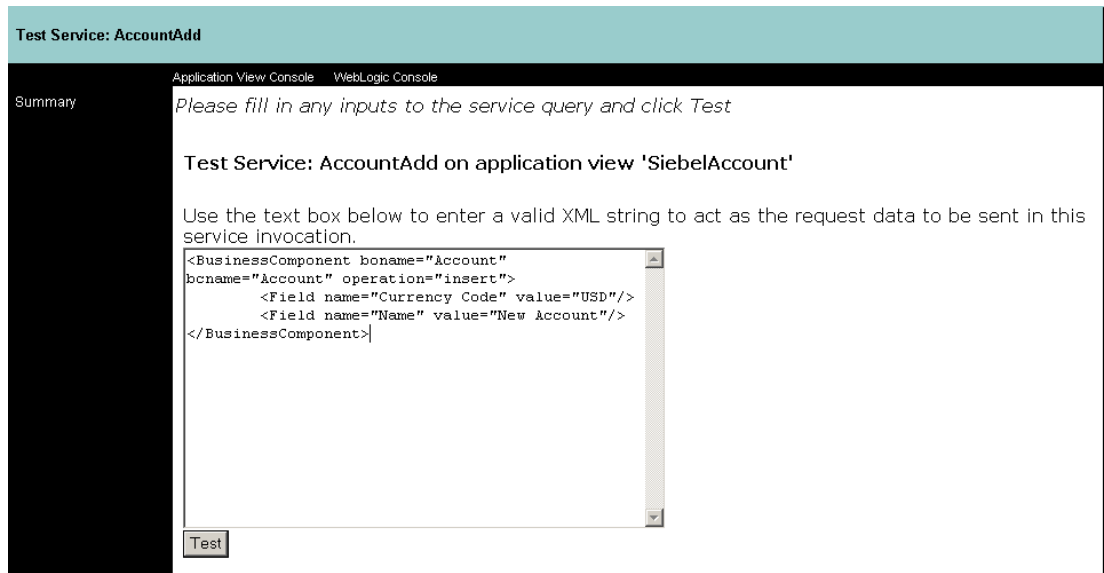 Test Service: AccountAdd
Application View Console WebLogic Console
Summary
Please fill in any inputs to the service query and click Test
Test Service: AccountAdd on application view 'SiebelAccount'
Use the text box below to enter a valid XML string to act as the request data to be sent in this
service invocation.
<BusinessComponent boname="Account"
bcname="Account" operation="insert">
<Field name="Currency Code" value="USD"/>
<Field name="Name" value="New Account"/>
</BusinessComponent>
Test